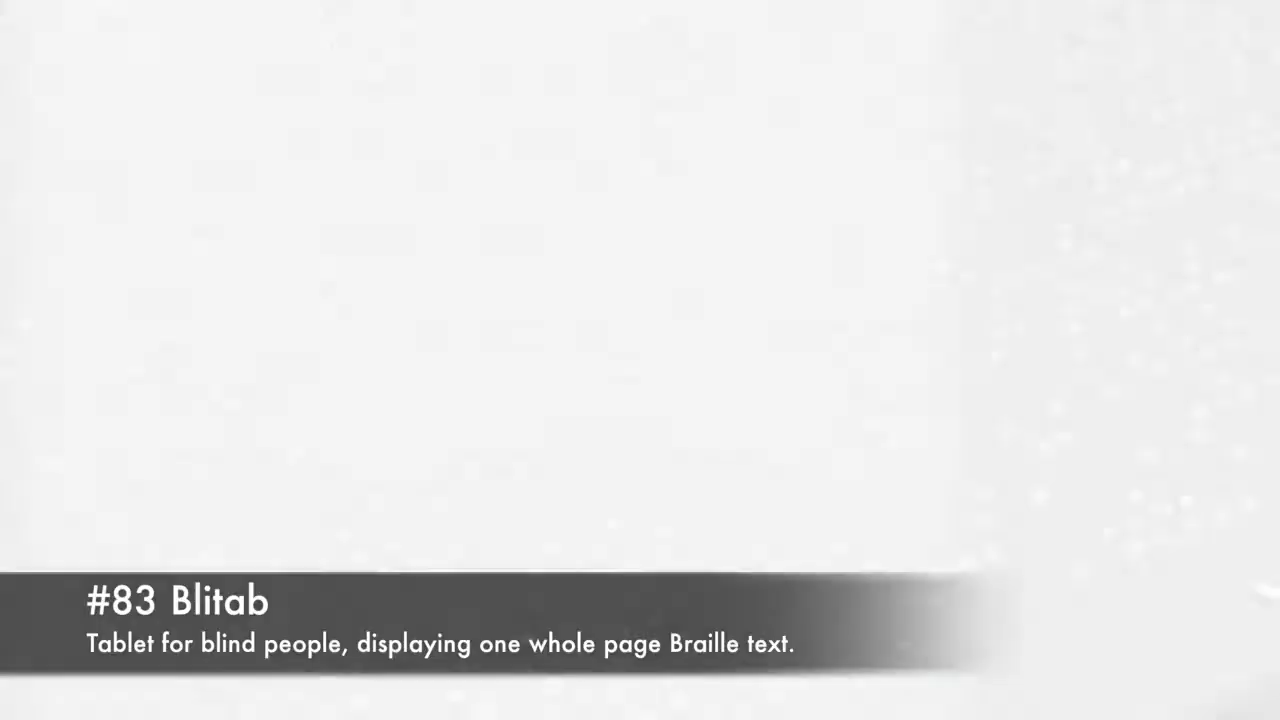 #83 Blitab
Tablet for blind people, displaying one whole page Braille text.